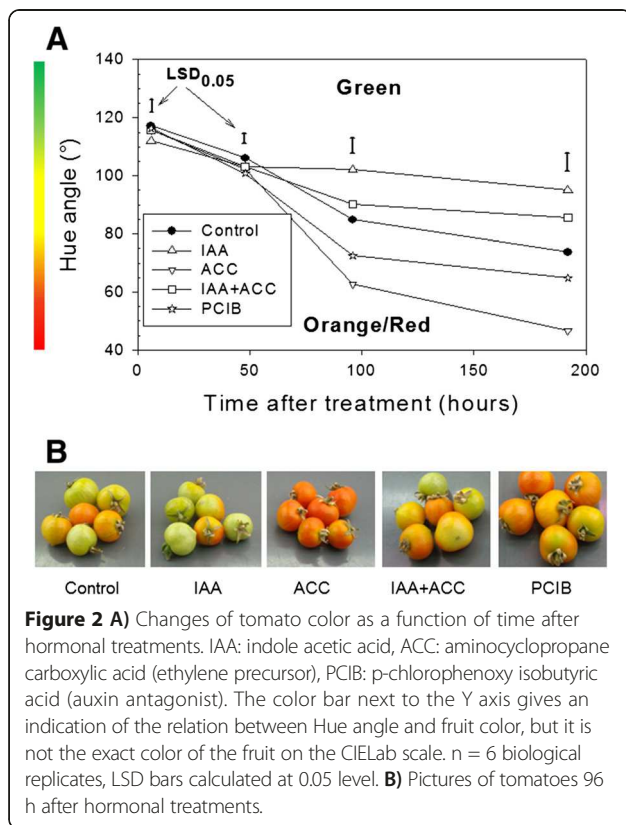 A
140
120
100
80
60
40
Hue angle (°)
LSD0.05
Green
Control
IAA
ACC
IAA+ACC
PCIB
Orange/Red
0
50
100
150
200
Time after treatment (hours)
B
Control
IAA
ACC
IAA+ACC
PCIB
Figure 2 A) Changes of tomato color as a function of time after
hormonal treatments. IAA: indole acetic acid, ACC: aminocyclopropane
carboxylic acid (ethylene precursor), PCIB: p-chlorophenoxy isobutyric
acid (auxin antagonist). The color bar next to the Y axis gives an
indication of the relation between Hue angle and fruit color, but it is
not the exact color of the fruit on the CIELab scale. n = 6 biological
replicates, LSD bars calculated at 0.05 level. B) Pictures of tomatoes 96
h after hormonal treatments.